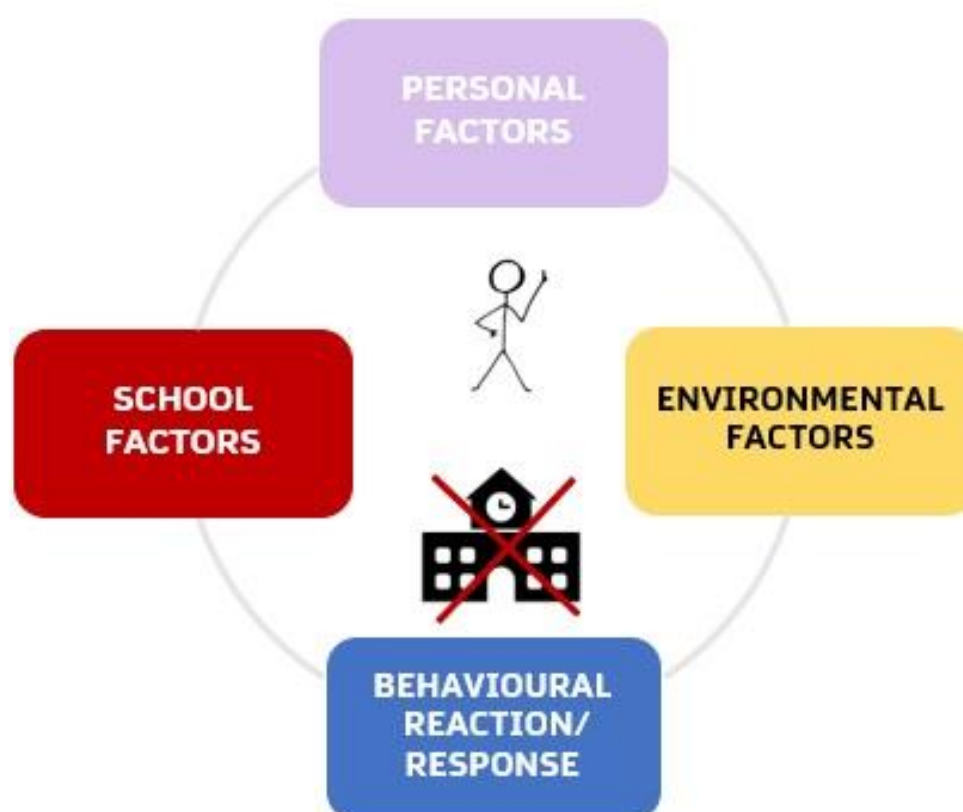 PERSONAL
FACTORS
SCHOOL
FACTORS
ENVIRONMENTAL
FACTORS
BEHAVIOURAL
REACTION/
RESPONSE